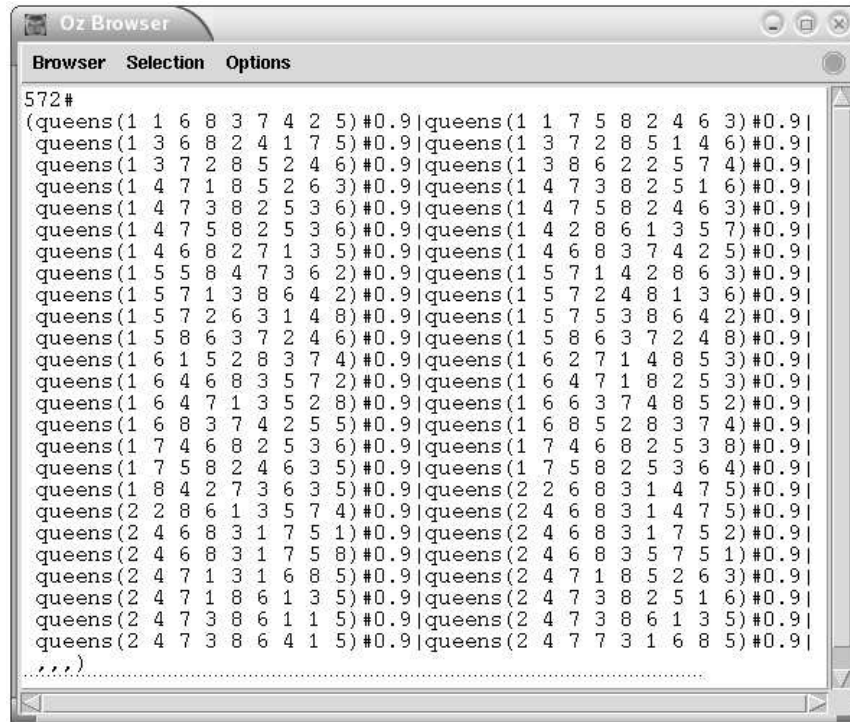 Oz Browser
Browser Selection Options
572#
(queens(1 1 6 8 3 7 4 2 5)#0.9|queens(1 1 7 5 8 2 4 6 3)#0.9|
queens(1 3 6 8 2 4 1 7 5)#0.9|queens(1 3 7 2 8 5 1 4 6)#0.9|
queens(1 3 7 2 8 5 2 4 6)#0.9|queens(1 3 8 6 2 2 5 7 4)#0.9|
queens(1 4 7 1 8 5 2 6 3)#0.9|queens(1 4 7 3 8 2 5 1 6)#0.9|
queens(1 4 7 3 8 2 5 3 6)#0.9|queens(1 4 7 5 8 2 4 6 3)#0.9|
queens(1 4 7 5 8 2 5 3 6)#0.9|queens(1 4 2 8 6 1 3 5 7)#0.9|
queens(1 4 6 8 2 7 1 3 5)#0.9|queens(1 4 6 8 3 7 4 2 5)#0.9|
queens(1 5 5 8 4 7 3 6 2)#0.9|queens(1 5 7 1 4 2 8 6 3)#0.9|
queens(1 5 7 1 3 8 6 4 2)#0.9|queens(1 5 7 2 4 8 1 3 6)#0.9|
queens(1 5 7 2 6 3 1 4 8)#0.9|queens(1 5 7 5 3 8 6 4 2)#0.9|
queens(1 5 8 6 3 7 2 4 6)#0.9|queens(1 5 8 6 3 7 2 4 8)#0.9|
queens(1 6 1 5 2 8 3 7 4)#0.9|queens(1 6 2 7 1 4 8 5 3)#0.9|
queens(1 6 4 6 8 3 5 7 2)#0.9|queens(1 6 4 7 1 8 2 5 3)#0.9|
queens(1 6 4 7 1 3 5 2 8)#0.9|queens(1 6 6 3 7 4 8 5 2)#0.9|
queens(1 6 8 3 7 4 2 5 5)#0.9|queens(1 6 8 5 2 8 3 7 4)#0.9|
queens(1 7 4 6 8 2 5 3 6)#0.9|queens(1 7 4 6 8 2 5 3 8)#0.9|
queens(1 7 5 8 2 4 6 3 5)#0.9|queens(1 7 5 8 2 5 3 6 4)#0.9|
queens(1 8 4 2 7 3 6 3 5)#0.9|queens(2 2 6 8 3 1 4 7 5)#0.9|
queens(2 2 8 6 1 3 5 7 4)#0.9|queens(2 4 6 8 3 1 4 7 5)#0.9|
queens(2 4 6 8 3 1 7 5 1)#0.9|queens(2 4 6 8 3 1 7 5 2)#0.9|
queens(2 4 6 8 3 1 7 5 8)#0.9|queens(2 4 6 8 3 5 7 5 1)#0.9|
queens(2 4 7 1 3 1 6 8 5)#0.9|queens(2 4 7 1 8 5 2 6 3)#0.9|
queens(2 4 7 1 8 6 1 3 5)#0.9|queens(2 4 7 3 8 2 5 1 6)#0.9|
queens(2 4 7 3 8 6 1 1 5)#0.9|queens(2 4 7 3 8 6 1 3 5)#0.9|
queens(2 4 7 3 8 6 4 1 5)#0.9|queens(2 4 7 7 3 1 6 8 5)#0.9|
,,,)